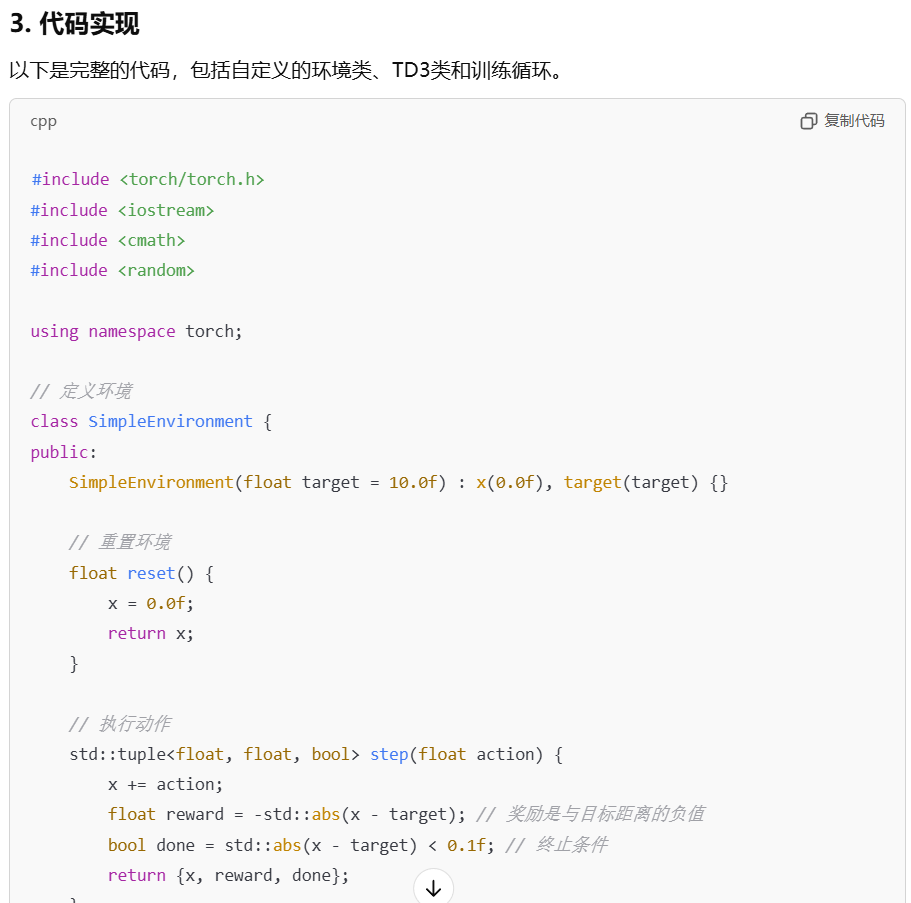 3. 代码实现
以下是完整的代码，包括自定义的环境类、TD3类和训练循环。
cpp
复制代码
#include <torch/torch.h>
#include <iostream>
#include <cmath>
#include <random>
using namespace torch;
// 定义环境
class SimpleEnvironment {
public:
    SimpleEnvironment(float target = 10.0f) : x(0.0f), target(target) {}
    // 重置环境
    float reset() {
        x = 0.0f;
        return x;
    }
    // 执行动作
    std::tuple<float, float, bool> step(float action) {
        x += action;
        float reward = -std::abs(x - target); // 奖励是与目标距离的负值
        bool done = std::abs(x - target) < 0.1f; // 终止条件
        return {x, reward, done};
    }